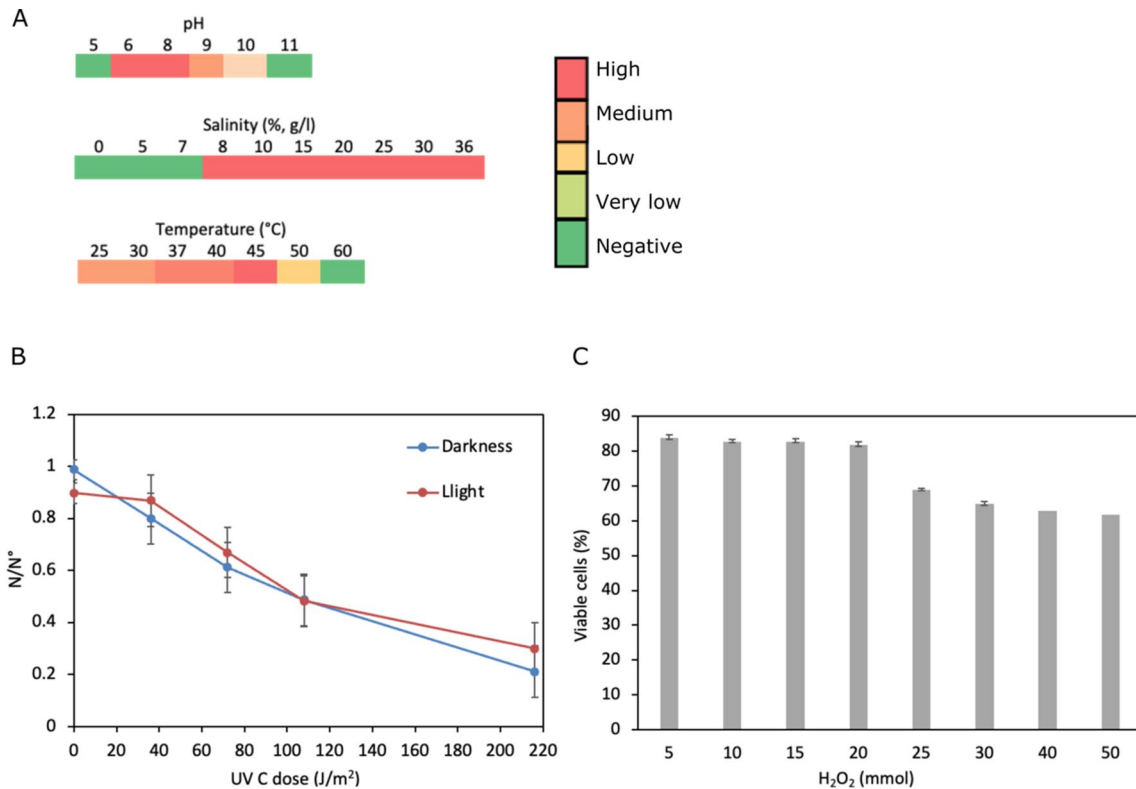 A
pH
5 6 8 9 10 11
Salinity (%, g/l)
0 5 7 8 10 15 20 25 30 36
Temperature (°C)
25 30 37 40 45 50 60
High
Medium
Low
Very low
Negative
B
1.2
1
0.8
0.6
0.4
0.2
0
N/N°
Darkness
Llight
0 20 40 60 80 100 120 140 160 180 200 220
UV C dose (J/m²)
C
90
80
70
60
50
40
30
20
10
0
Viable cells (%)
5 10 15 20 25 30 40 50
H₂O₂ (mmol)